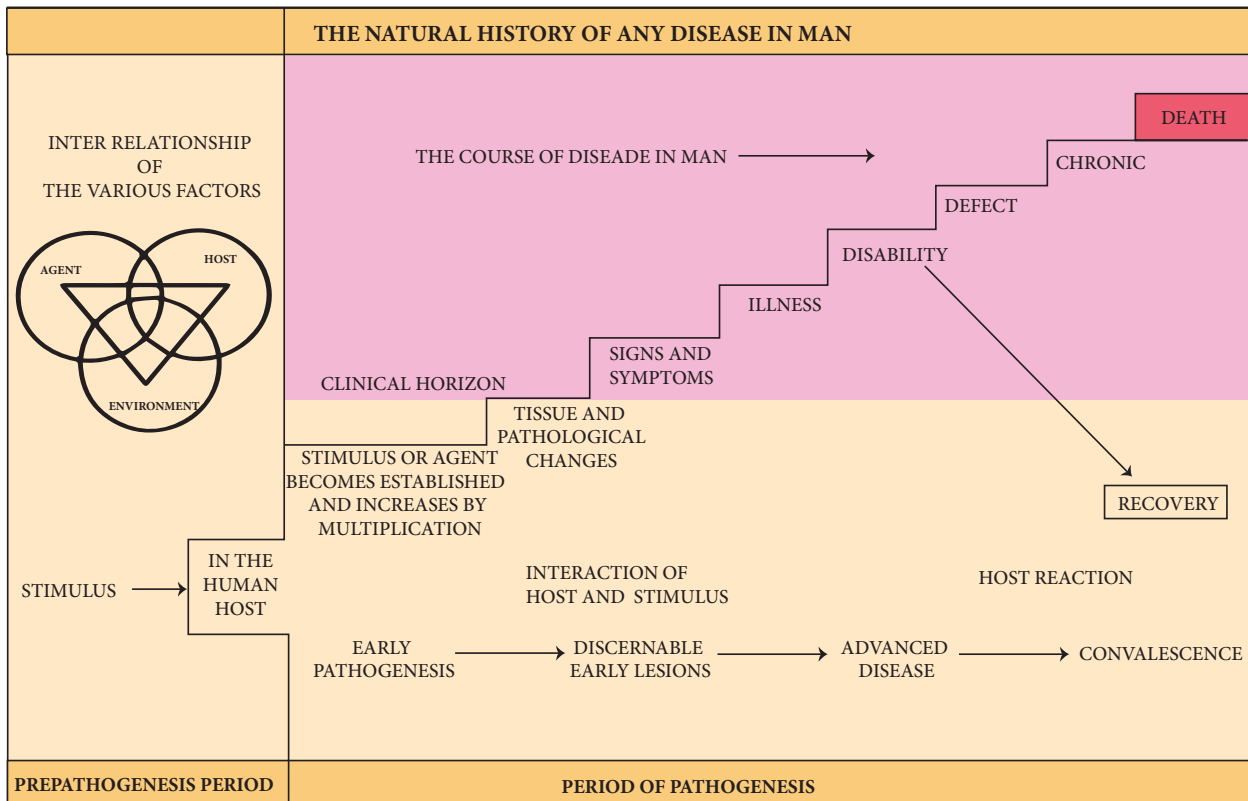 THE NATURAL HISTORY OF ANY DISEASE IN MAN
INTER RELATIONSHIP
OF
THE VARIOUS FACTORS
AGENT
HOST
ENVIRONMENT
STIMULUS
IN THE
HUMAN
HOST
THE COURSE OF DISEADE IN MAN
DEATH
CHRONIC
DEFECT
DISABILITY
ILLNESS
SIGNS AND
SYMPTOMS
CLINICAL HORIZON
TISSUE AND
PATHOLOGICAL
CHANGES
STIMULUS OR AGENT
BECOMES ESTABLISHED
AND INCREASES BY
MULTIPLICATION
RECOVERY
INTERACTION OF
HOST AND STIMULUS
HOST REACTION
EARLY
PATHOGENESIS
DISCERNABLE
EARLY LESIONS
ADVANCED
DISEASE
CONVALESCENCE
PREPATHOGENESIS PERIOD
PERIOD OF PATHOGENESIS